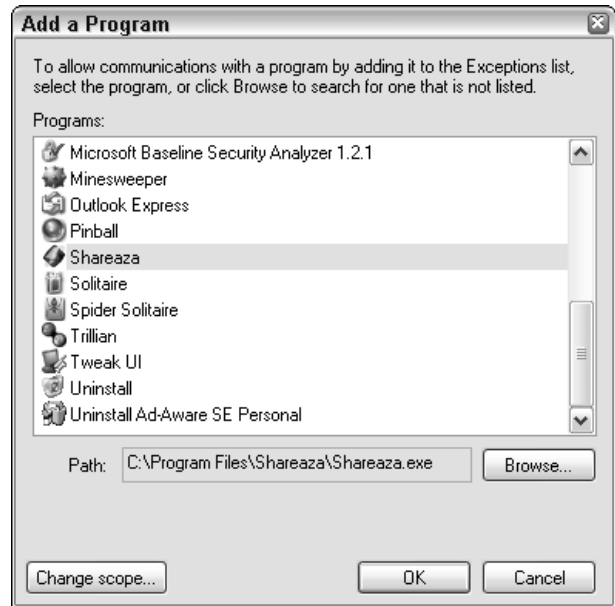 Add a Program
To allow communications with a program by adding it to the Exceptions list,
select the program, or click Browse to search for one that is not listed.
Programs:
Microsoft Baseline Security Analyzer 1.2.1
Minesweeper
Outlook Express
Pinball
Shareaza
Solitaire
Spider Solitaire
Trillian
Tweak UI
Uninstall
Uninstall Ad-Aware SE Personal
Path: C:\Program Files\Shareaza\Shareaza.exe Browse...
Change scope... OK Cancel